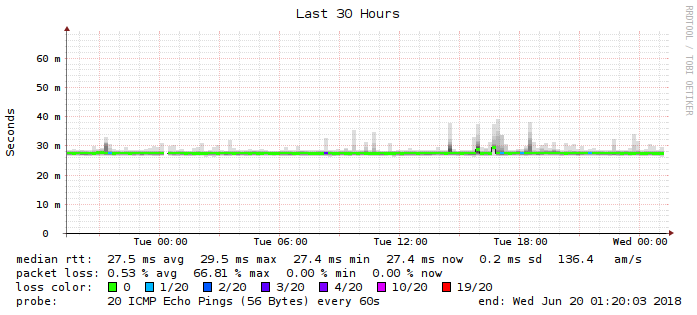 Last 30 Hours
RRDTOOL / TOBI OETIKER
Seconds
60 m
50 m
40 m
30 m
20 m
10 m
0
Tue 00:00 Tue 06:00 Tue 12:00 Tue 18:00 Wed 00:00
median rtt: 27.5 ms avg 29.5 ms max 27.4 ms min 27.4 ms now 0.2 ms sd 136.4 am/s
packet loss: 0.53 % avg 66.81 % max 0.00 % min 0.00 % now
loss color: 0 1/20 2/20 3/20 4/20 10/20 19/20
probe: 20 ICMP Echo Pings (56 Bytes) every 60s end: Wed Jun 20 01:20:03 2018